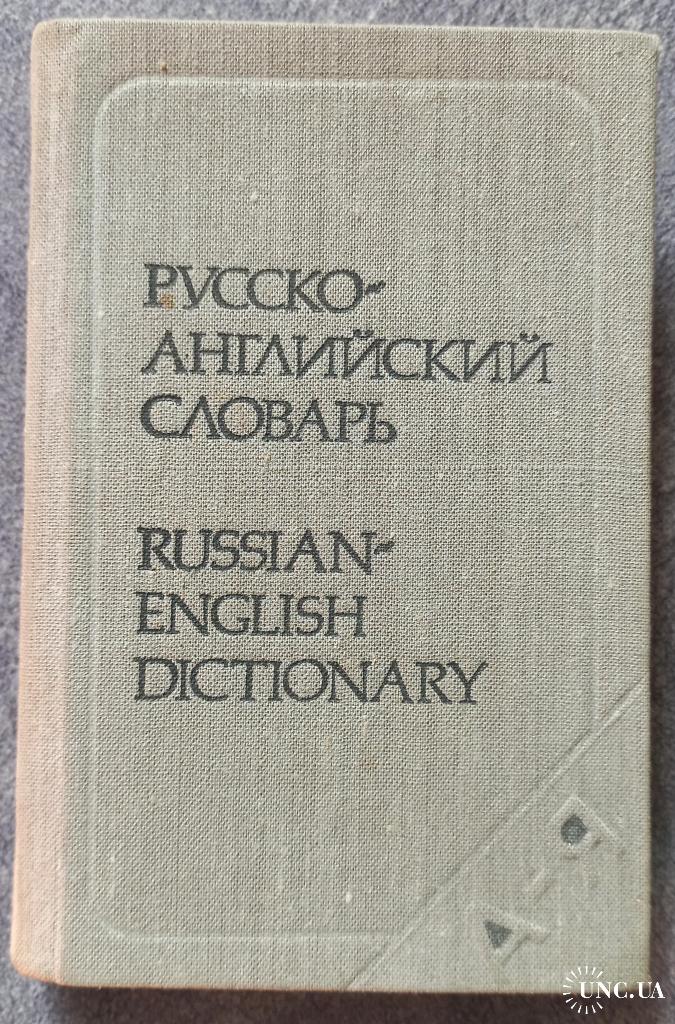 РУССКО-
АНГЛИЙСКИЙ
СЛОВАРЬ
RUSSIAN-
ENGLISH
DICTIONARY
А-Я
UNC.UA